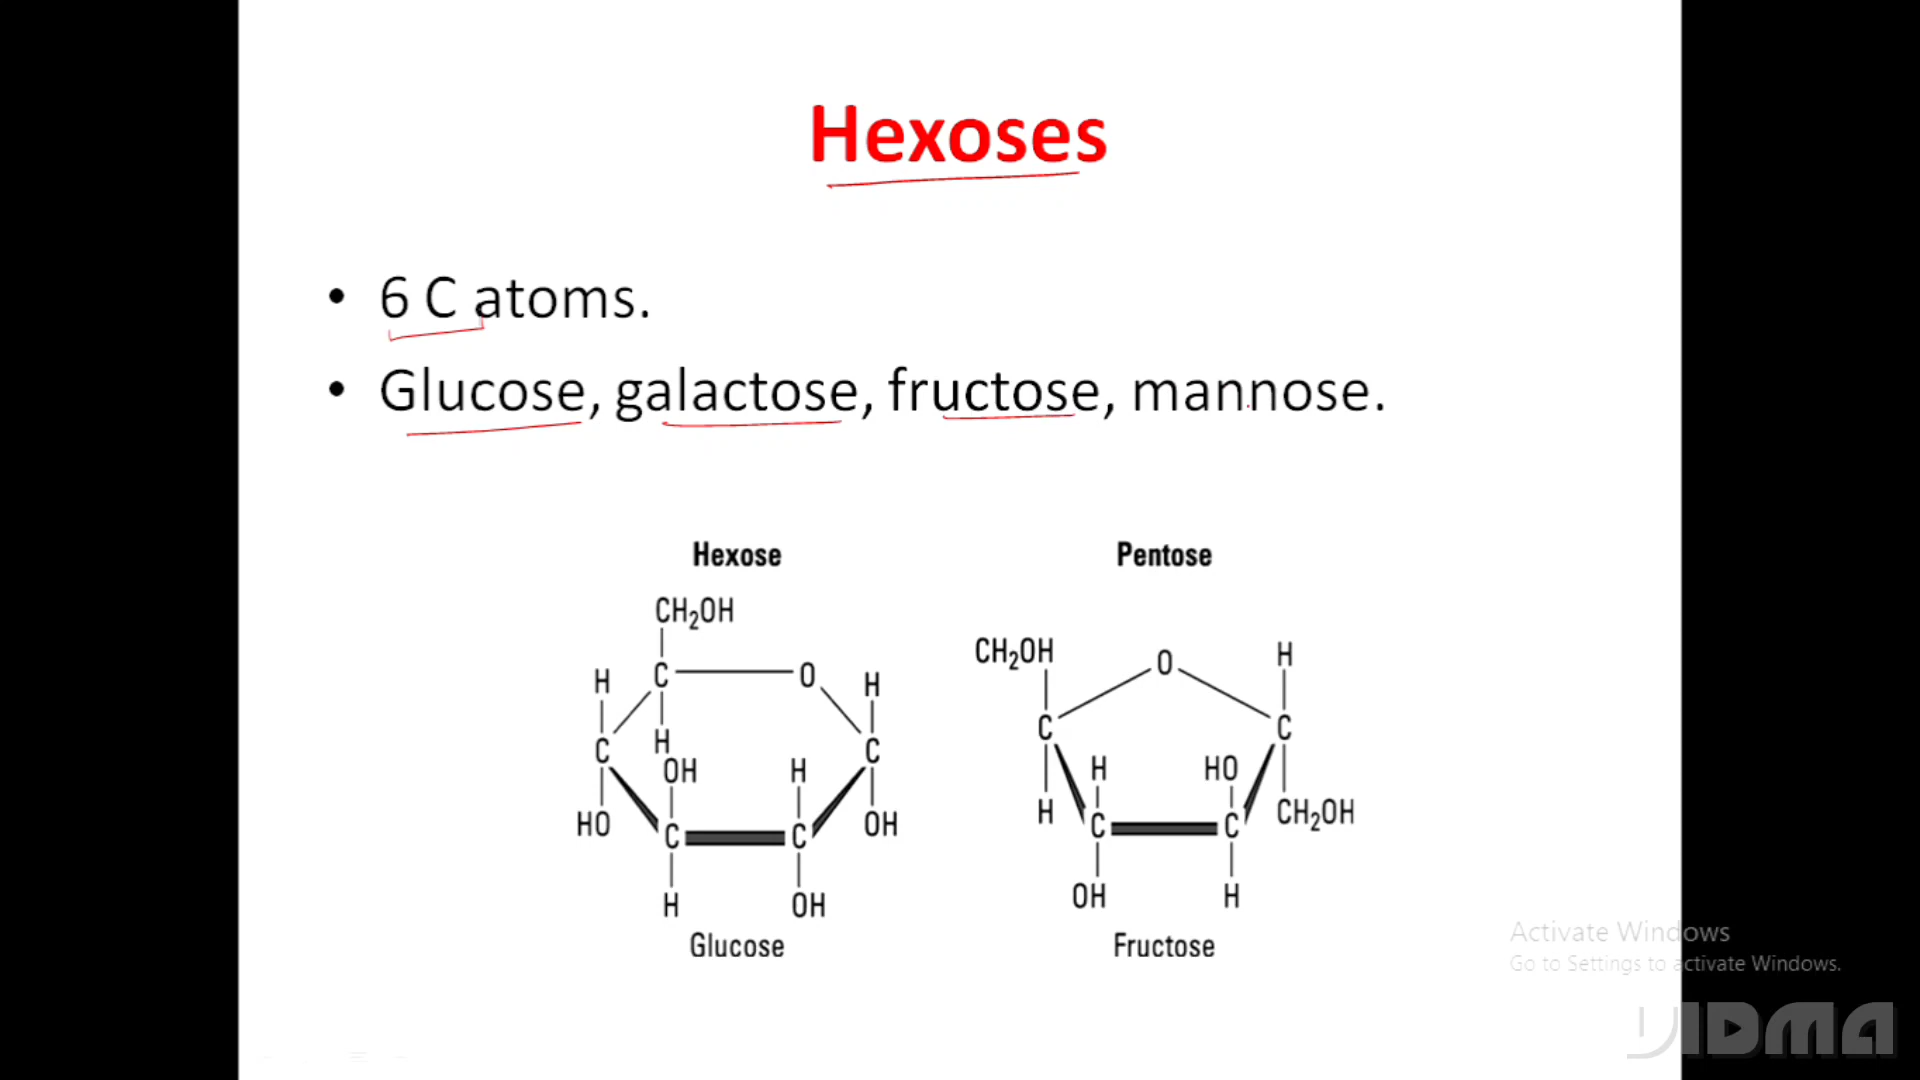 Hexoses
• 6 C atoms.
• Glucose, galactose, fructose, mannose.
Hexose
CH₂OH
H C O H
C H C
OH H
HO C C OH
H OH
Glucose
Pentose
CH₂OH O H
C C
H HO
H C C CH₂OH
OH H
Fructose
Activate Windows
Go to Settings to activate Windows.
VIDMA